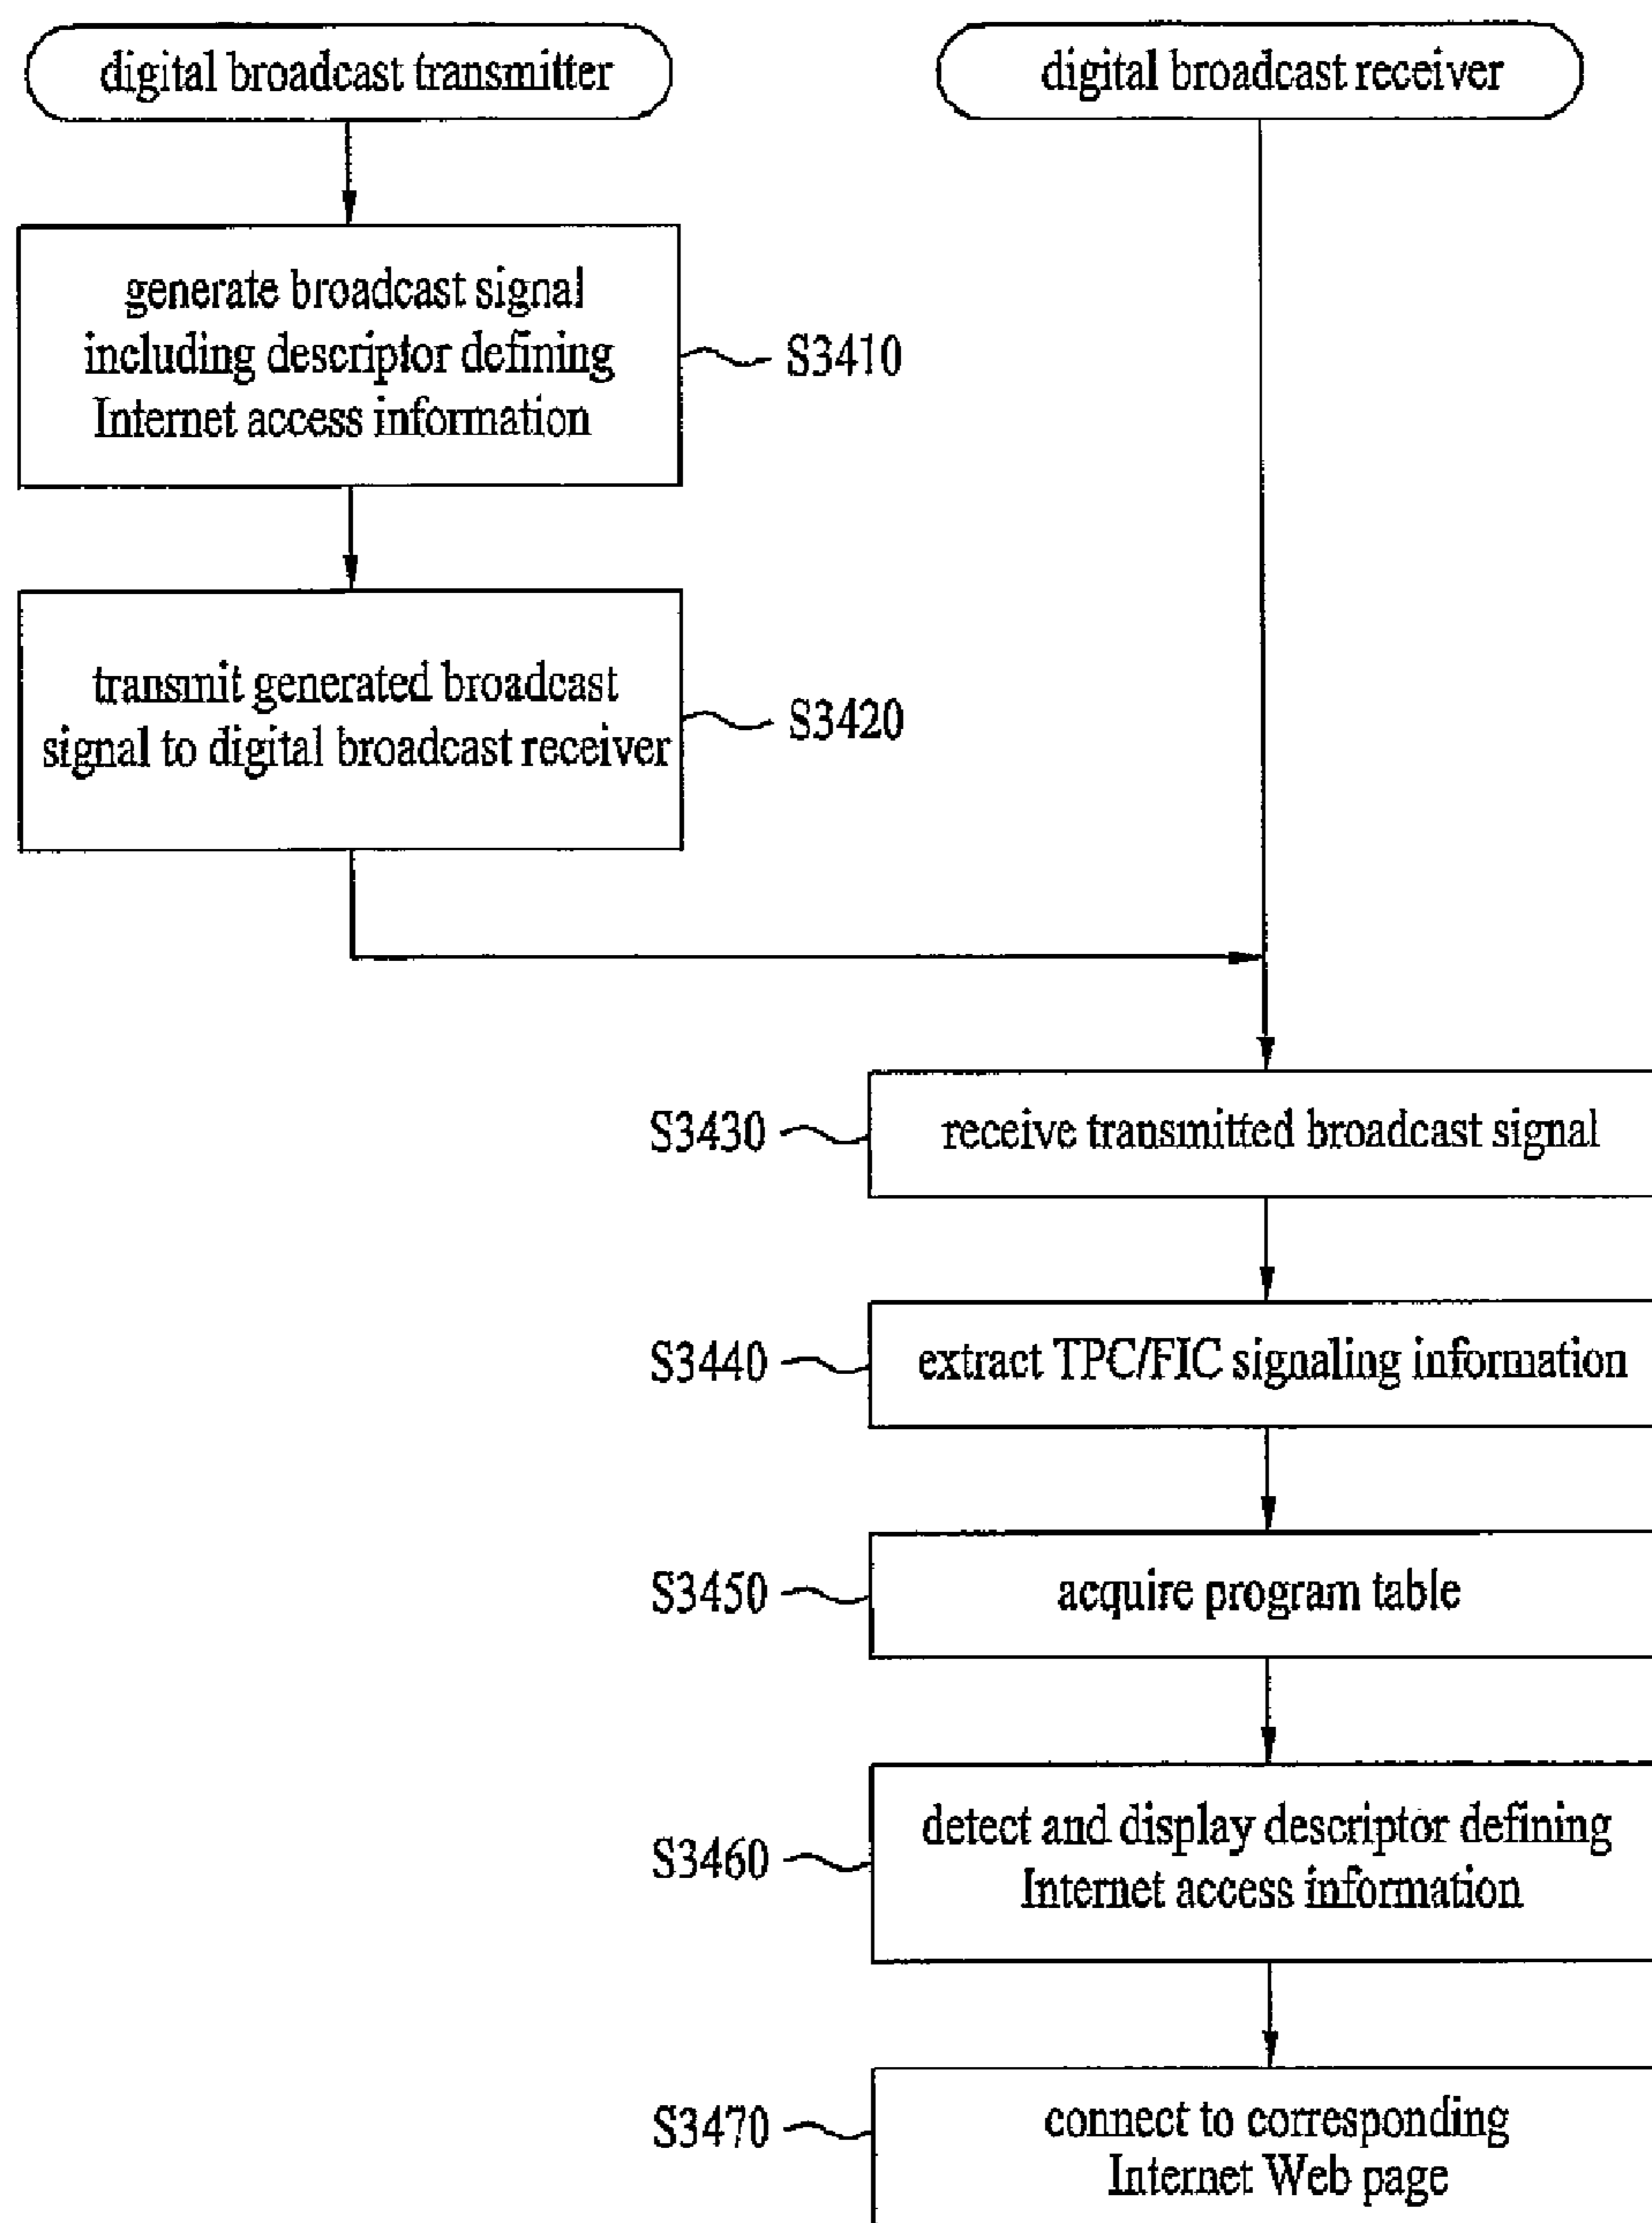 digital broadcast transmitter
digital broadcast receiver
generate broadcast signal
including descriptor defining
Internet access information
S3410
transmit generated broadcast
signal to digital broadcast receiver
S3420
S3430
receive transmitted broadcast signal
S3440
extract TPC/FIC signaling information
S3450
acquire program table
S3460
detect and display descriptor defining
Internet access information
S3470
connect to corresponding
Internet Web page